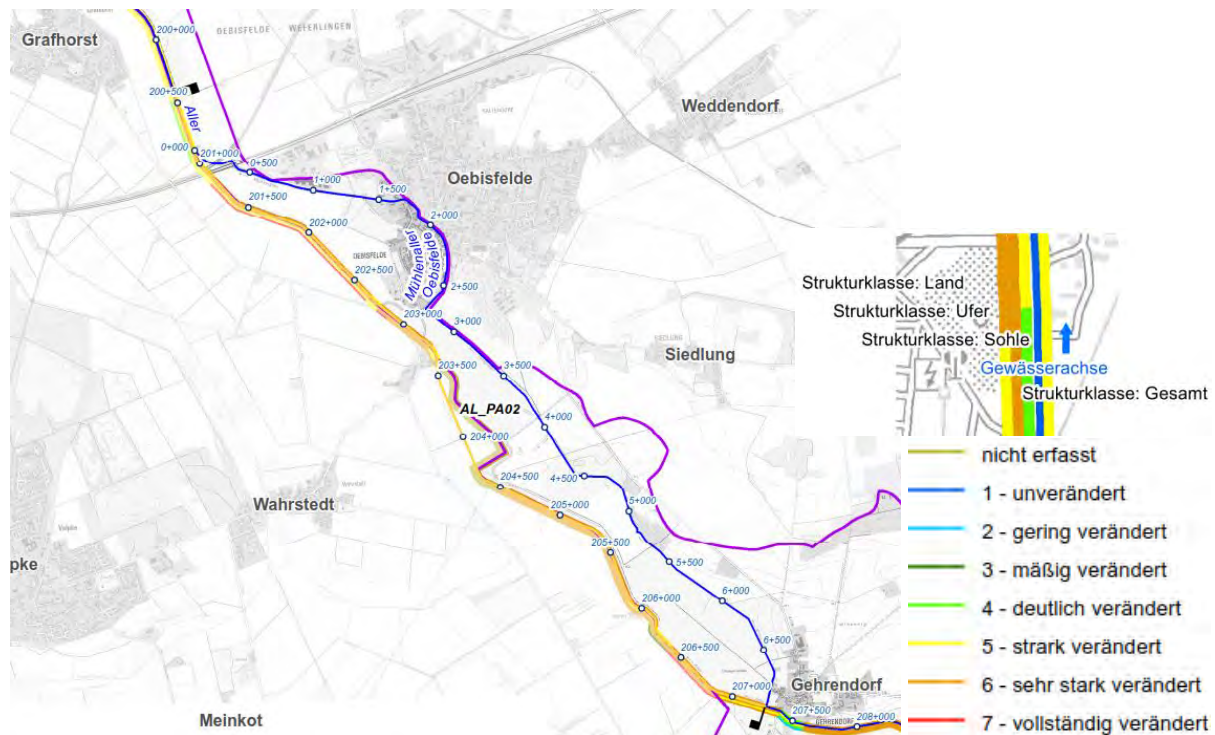 Grafhorst
200+000
OEBISFELDE - WEFERLINGEN
200+500
Aller
Weddendorf
0+000
201+000
0+500
Oebisfelde
1+000
1+500
201+500
2+000
202+000
OEBISFELDE
Mühlenaller
Oebisfelde
202+500
2+500
203+000
3+000
SIEDLUNG
Siedlung
203+500
3+500
AL_PA02
4+000
204+000
204+500
4+500
Wahrstedt
5+000
205+000
pke
205+500
5+500
206+000
6+000
206+500
6+500
Gehrendorf
207+000
Meinkot
207+500
GEHRENDORF
208+000
Strukturklasse: Land
Strukturklasse: Ufer
Strukturklasse: Sohle
Gewässerachse
Strukturklasse: Gesamt
nicht erfasst
1 - unverändert
2 - gering verändert
3 - mäßig verändert
4 - deutlich verändert
5 - strark verändert
6 - sehr stark verändert
7 - vollständig verändert